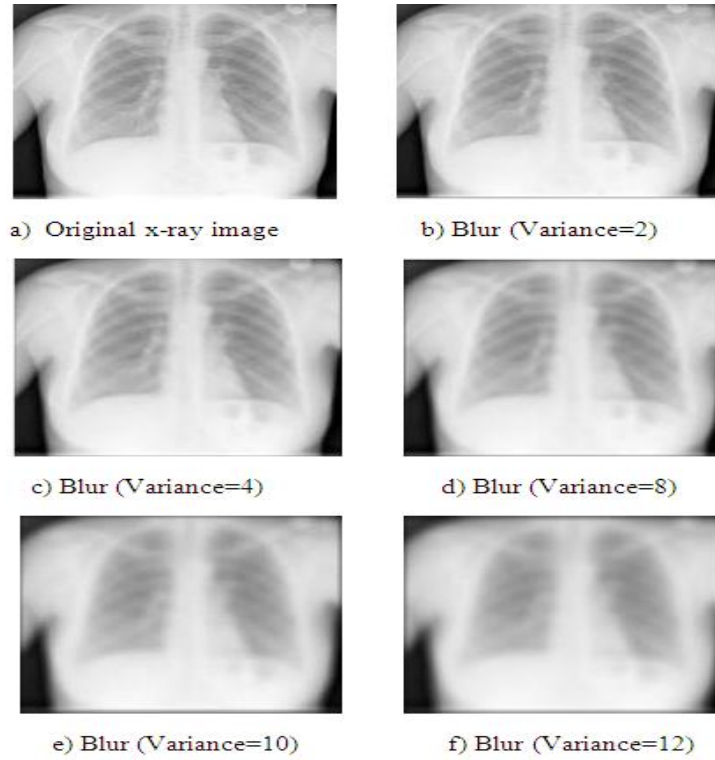 a) Original x-ray image
b) Blur (Variance=2)
c) Blur (Variance=4)
d) Blur (Variance=8)
e) Blur (Variance=10)
f) Blur (Variance=12)